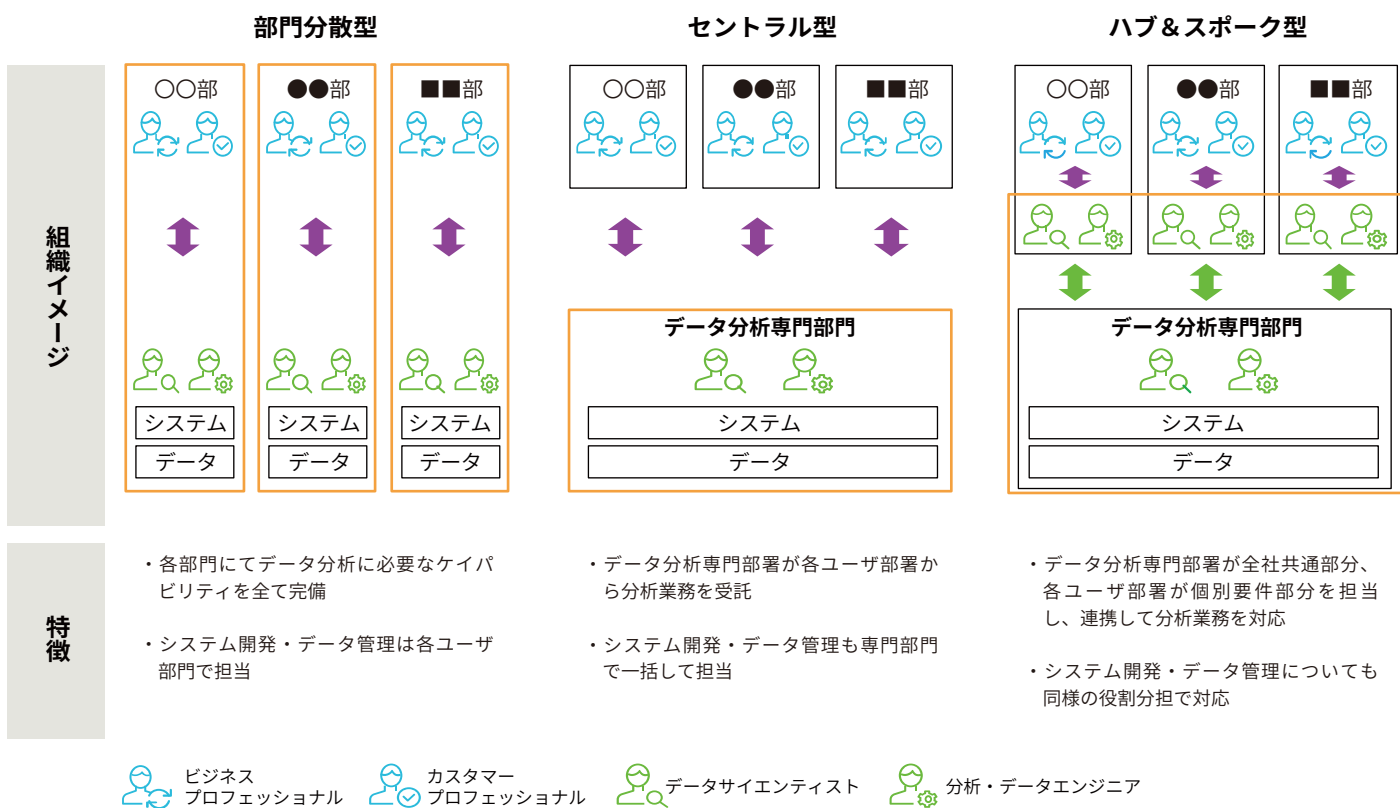 部門分散型
セントラル型
ハブ＆スポーク型
組織イメージ
〇〇部
●●部
■■部
システム
システム
システム
データ
データ
データ
〇〇部
●●部
■■部
データ分析専門部門
システム
データ
〇〇部
●●部
■■部
データ分析専門部門
システム
データ
特徴
・各部門にてデータ分析に必要なケイパ
ビリティを全て完備
・システム開発・データ管理は各ユーザ
部門で担当
・データ分析専門部署が各ユーザ部署か
ら分析業務を受託
・システム開発・データ管理も専門部門
で一括して担当
・データ分析専門部署が全社共通部分、
各ユーザ部署が個別要件部分を担当
し、連携して分析業務を対応
・システム開発・データ管理についても
同様の役割分担で対応
ビジネス
プロフェッショナル
カスタマー
プロフェッショナル
データサイエンティスト
分析・データエンジニア